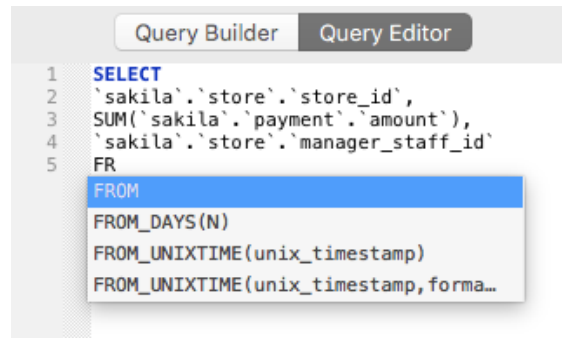 Query Builder Query Editor
1 SELECT
2 `sakila`.`store`.`store_id`,
3 SUM(`sakila`.`payment`.`amount`),
4 `sakila`.`store`.`manager_staff_id`
5 FR
FROM
FROM_DAYS(N)
FROM_UNIXTIME(unix_timestamp)
FROM_UNIXTIME(unix_timestamp,forma…